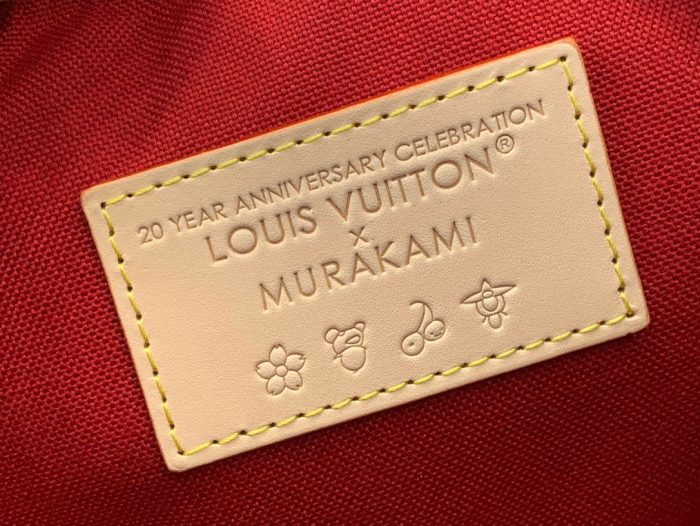 20 YEAR ANNIVERSARY CELEBRATION
LOUIS VUITTON®
x
MURAKAMI